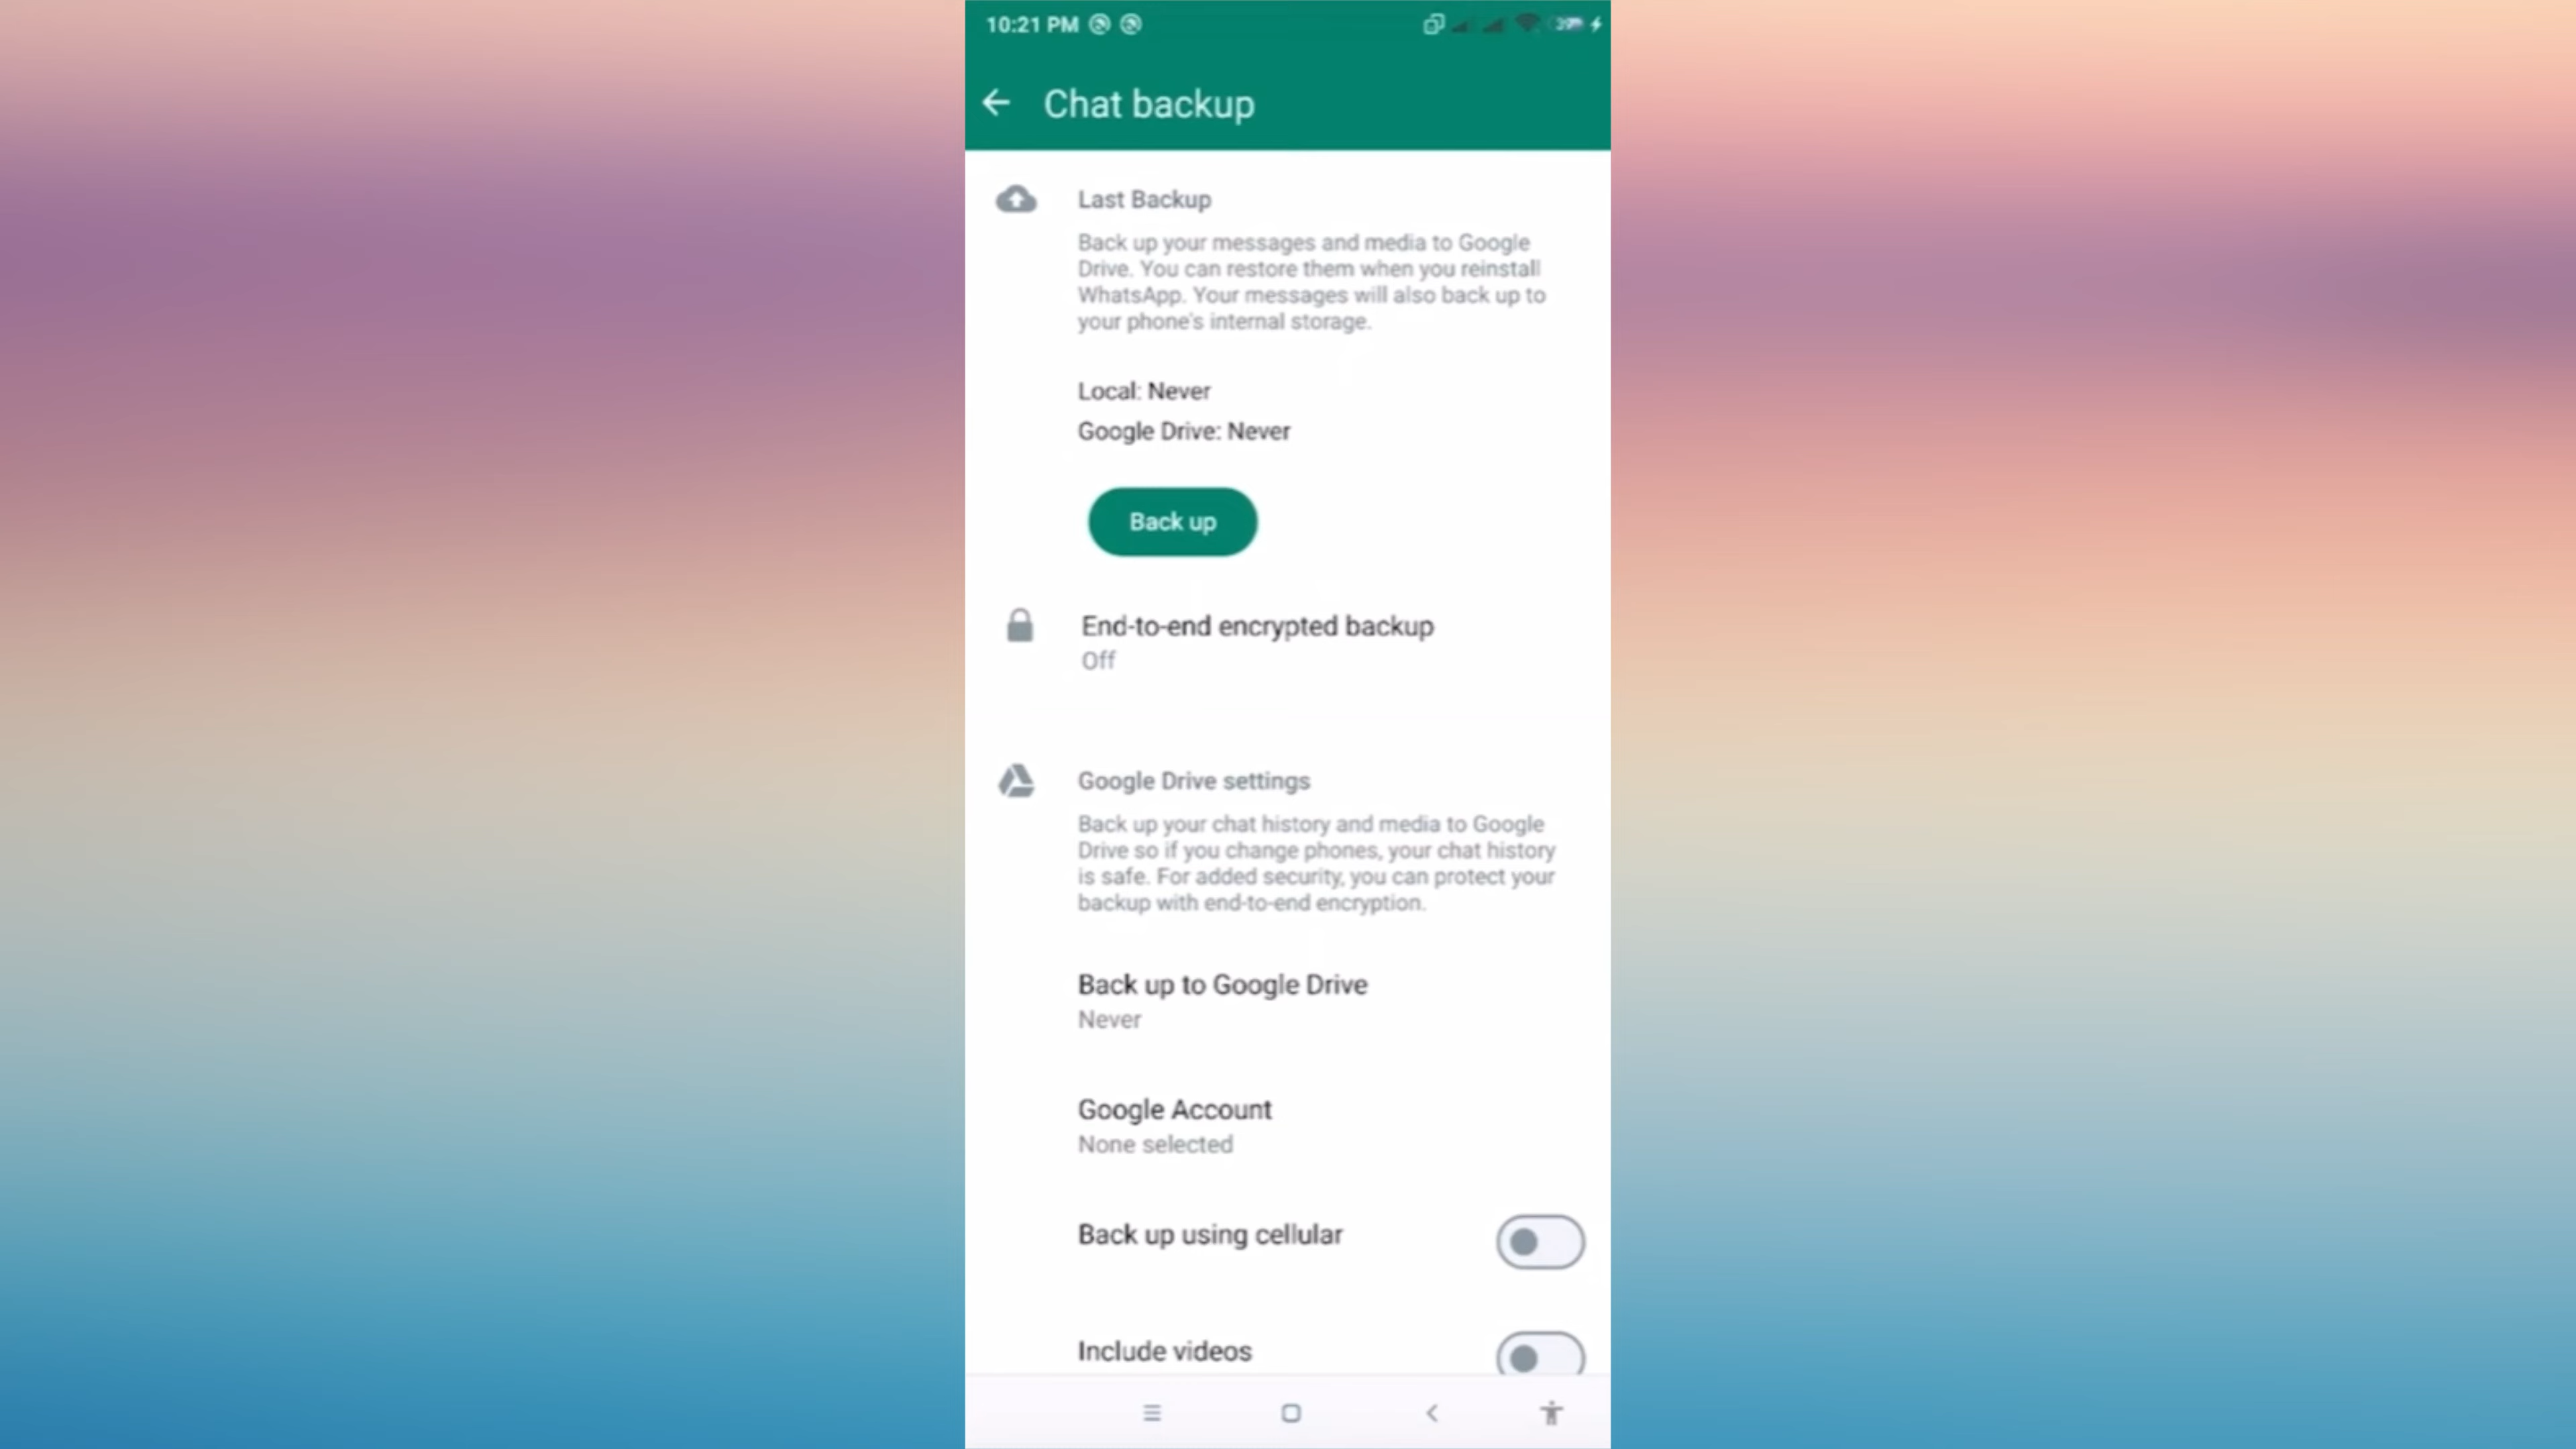 10:21 PM
Chat backup
Last Backup
Back up your messages and media to Google
Drive. You can restore them when you reinstall
WhatsApp. Your messages will also back up to
your phone's internal storage.
Local: Never
Google Drive: Never
Back up
End-to-end encrypted backup
Off
Google Drive settings
Back up your chat history and media to Google
Drive so if you change phones, your chat history
is safe. For added security, you can protect your
backup with end-to-end encryption.
Back up to Google Drive
Never
Google Account
None selected
Back up using cellular
Include videos